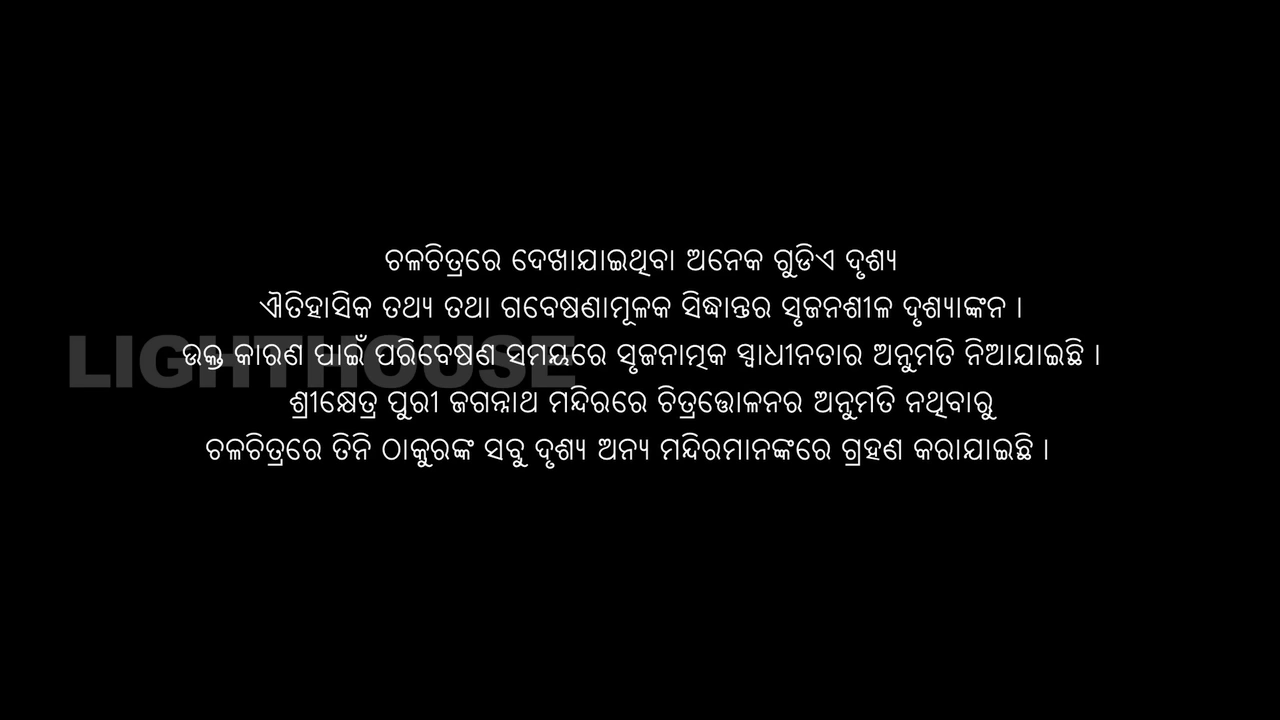 ଚଳଚିତ୍ରରେ ଦେଖାଯାଇଥିବା ଅନେକ ଗୁଡିଏ ଦୃଶ୍ୟ
ଐତିହାସିକ ତଥ୍ୟ ତଥା ଗବେଷଣାମୂଳକ ସିଦ୍ଧାନ୍ତର ସୃଜନଶୀଳ ଦୃଶ୍ୟାଙ୍କନ ।
ଉକ୍ତ କାରଣ ପାଇଁ ପରିବେଷଣ ସମୟରେ ସୃଜନାତ୍ମକ ସ୍ୱାଧୀନତାର ଅନୁମତି ନିଆଯାଇଛି ।
LIGHTHOUSE
ଶ୍ରୀକ୍ଷେତ୍ର ପୁରୀ ଜଗନ୍ନାଥ ମନ୍ଦିରରେ ଚିତ୍ରତ୍ତୋଳନର ଅନୁମତି ନଥିବାରୁ
ଚଳଚିତ୍ରରେ ତିନି ଠାକୁରଙ୍କ ସବୁ ଦୃଶ୍ୟ ଅନ୍ୟ ମନ୍ଦିରମାନଙ୍କରେ ଗ୍ରହଣ କରାଯାଇଛି ।